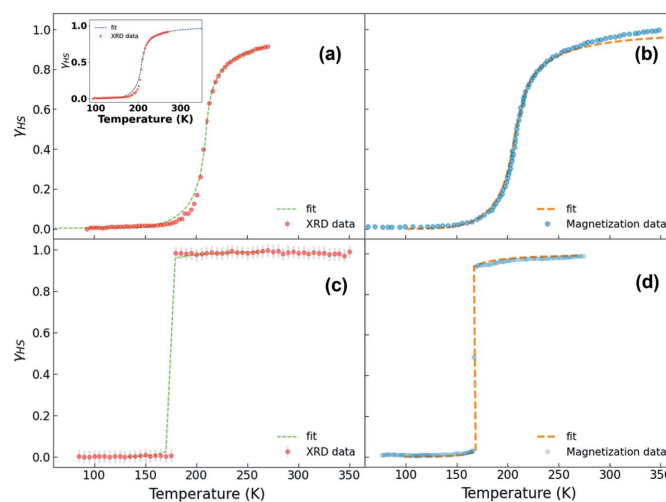 1.0
0.8
0.6
0.4
0.2
0.0
γHS
fit
XRD data
1.0
0.5
0.0
γHS
100 200 300
Temperature (K)
(a)
fit
XRD data
(b)
fit
Magnetization data
1.0
0.8
0.6
0.4
0.2
0.0
γHS
(c)
fit
XRD data
(d)
fit
Magnetization data
100 150 200 250 300 350
Temperature (K)
100 150 200 250 300 350
Temperature (K)